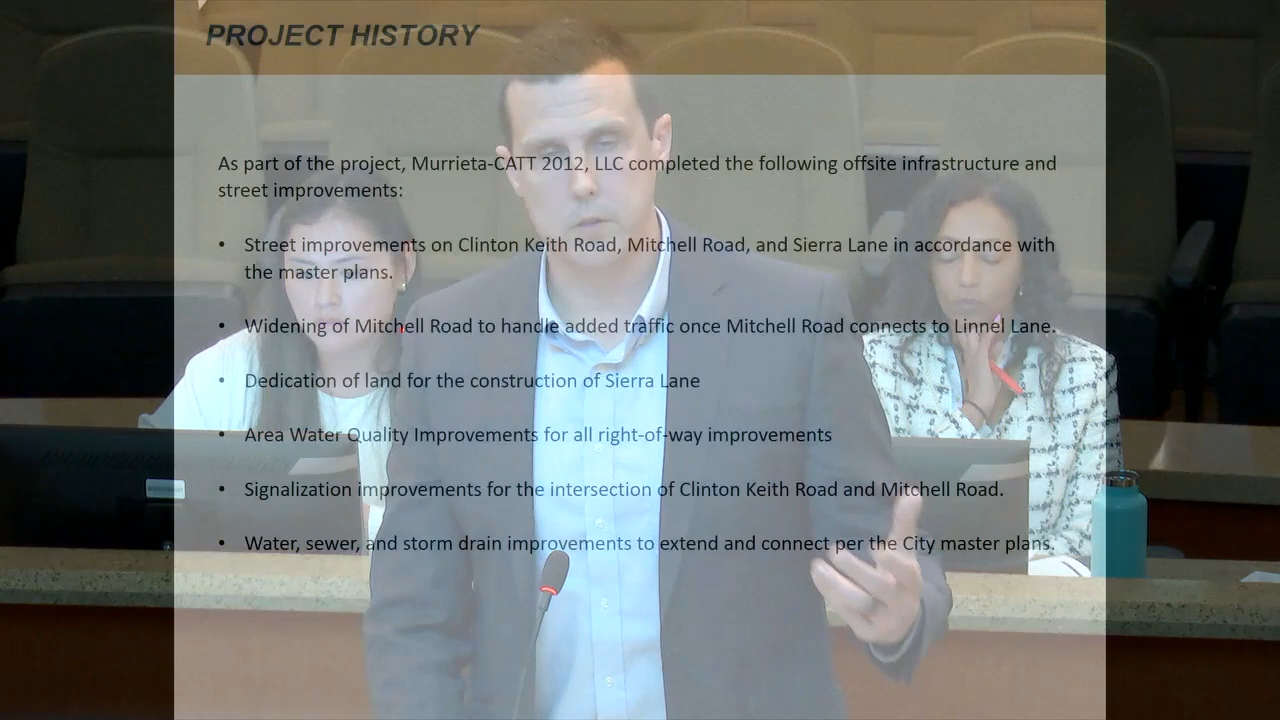 PROJECT HISTORY
As part of the project, Murrieta-CATT 2012, LLC completed the following offsite infrastructure and
street improvements:
• Street improvements on Clinton Keith Road, Mitchell Road, and Sierra Lane in accordance with
the master plans.
• Widening of Mitchell Road to handle added traffic once Mitchell Road connects to Linnel Lane.
• Dedication of land for the construction of Sierra Lane
• Area Water Quality Improvements for all right-of-way improvements
• Signalization improvements for the intersection of Clinton Keith Road and Mitchell Road.
• Water, sewer, and storm drain improvements to extend and connect per the City master plans.